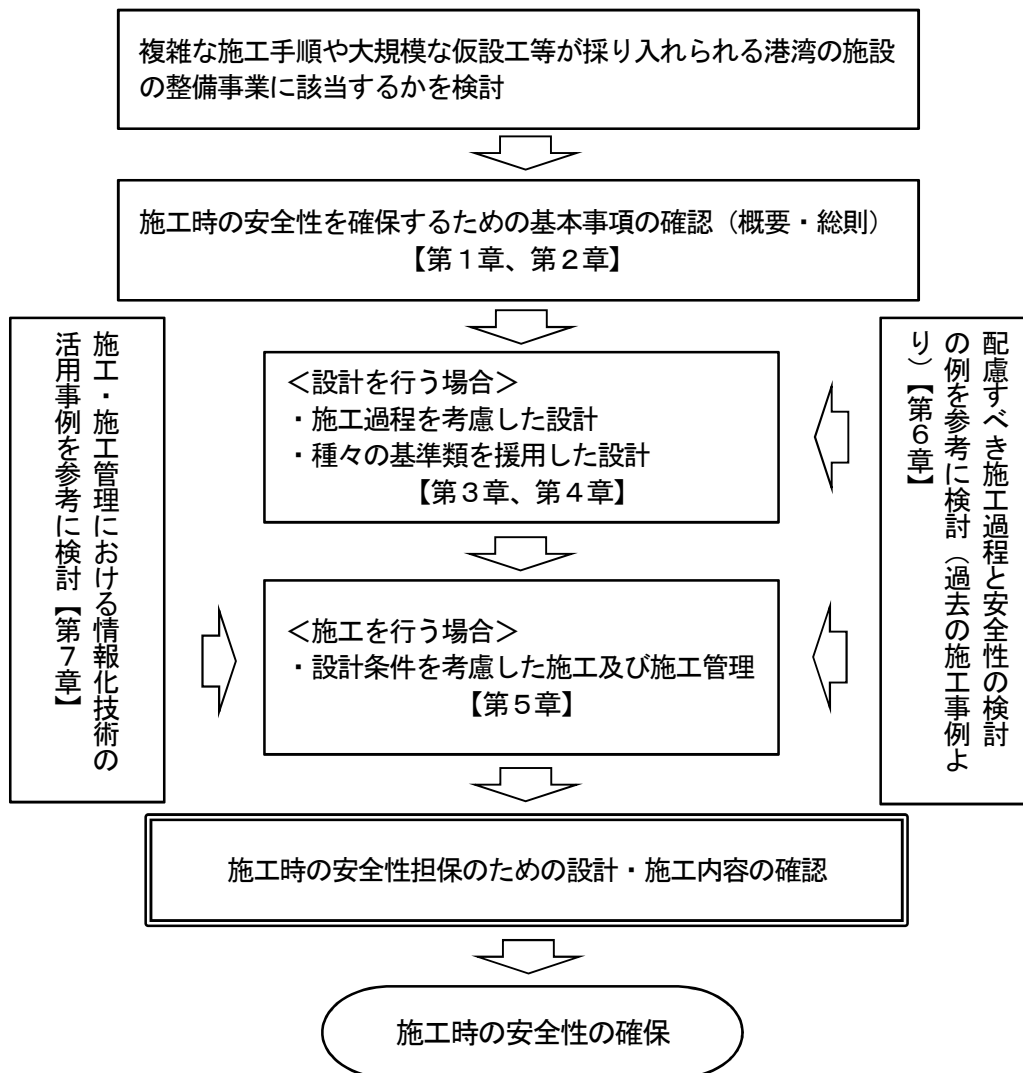 複雑な施工手順や大規模な仮設工等が採り入れられる港湾の施設
の整備事業に該当するかを検討
施工時の安全性を確保するための基本事項の確認（概要・総則）
【第１章、第２章】
＜設計を行う場合＞
・施工過程を考慮した設計
・種々の基準類を援用した設計
【第３章、第４章】
配慮すべき施工過程と安全性の検討
の例を参考に検討（過去の施工事例よ
り）【第６章】
施工・施工管理における情報化技術の
活用事例を参考に検討【第７章】
＜施工を行う場合＞
・設計条件を考慮した施工及び施工管理
【第５章】
施工時の安全性担保のための設計・施工内容の確認
施工時の安全性の確保